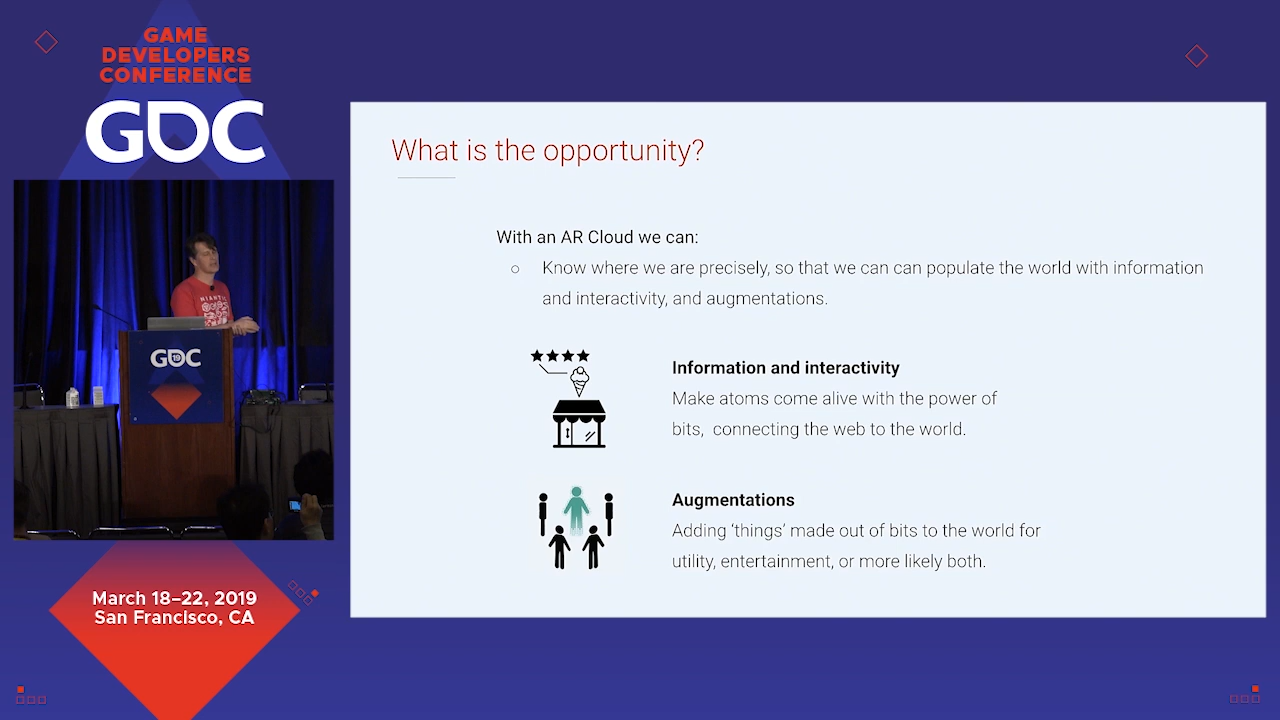 GAME
DEVELOPERS
CONFERENCE
GDC
What is the opportunity?
With an AR Cloud we can:
Know where we are precisely, so that we can can populate the world with information
and interactivity, and augmentations.
Information and interactivity
Make atoms come alive with the power of
bits, connecting the web to the world.
Augmentations
Adding ‘things’ made out of bits to the world for
utility, entertainment, or more likely both.
NIANTIC
GDC
19
March 18–22, 2019
San Francisco, CA